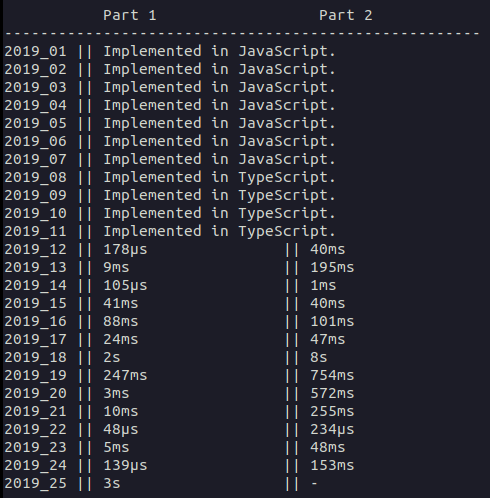 Part 1                  Part 2
-----------------------------------------------------
2019_01 || Implemented in JavaScript.
2019_02 || Implemented in JavaScript.
2019_03 || Implemented in JavaScript.
2019_04 || Implemented in JavaScript.
2019_05 || Implemented in JavaScript.
2019_06 || Implemented in JavaScript.
2019_07 || Implemented in JavaScript.
2019_08 || Implemented in TypeScript.
2019_09 || Implemented in TypeScript.
2019_10 || Implemented in TypeScript.
2019_11 || Implemented in TypeScript.
2019_12 || 178µs               || 40ms
2019_13 || 9ms                 || 195ms
2019_14 || 105µs               || 1ms
2019_15 || 41ms                || 40ms
2019_16 || 88ms                || 101ms
2019_17 || 24ms                || 47ms
2019_18 || 2s                  || 8s
2019_19 || 247ms               || 754ms
2019_20 || 3ms                 || 572ms
2019_21 || 10ms                || 255ms
2019_22 || 48µs                || 234µs
2019_23 || 5ms                 || 48ms
2019_24 || 139µs               || 153ms
2019_25 || 3s                  || -